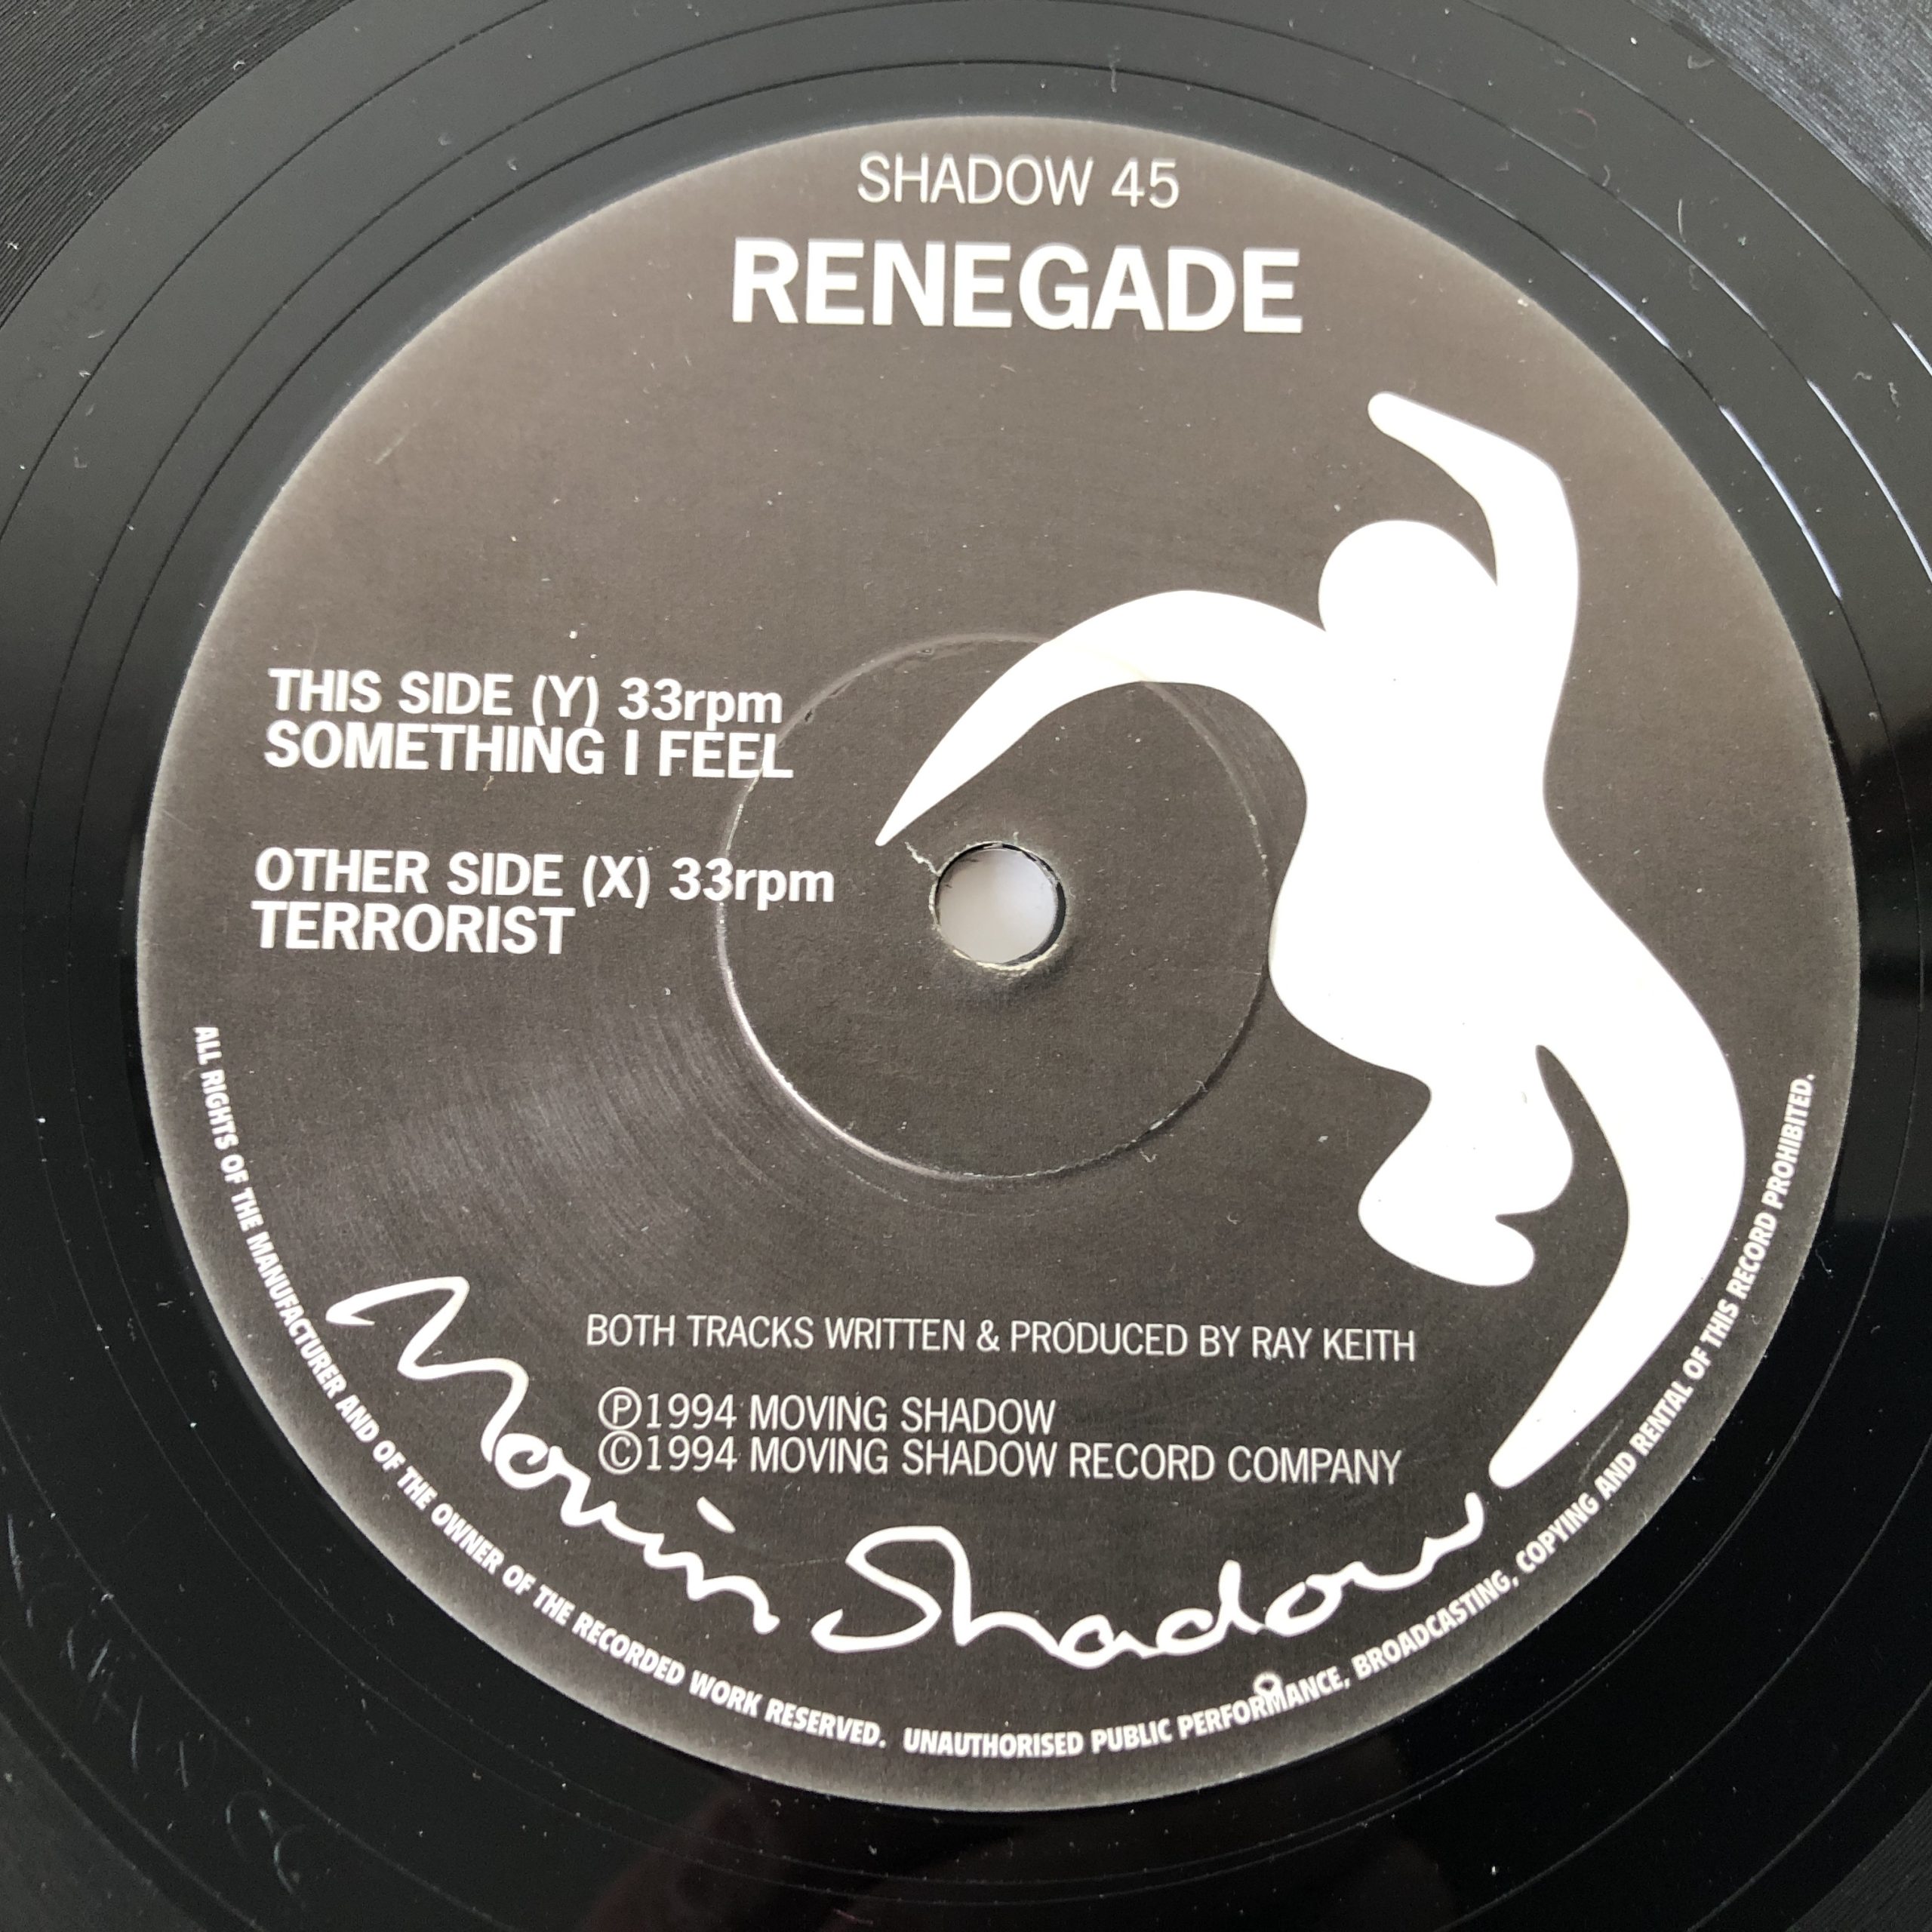 SHADOW 45
RENEGADE
THIS SIDE (Y) 33rpm
SOMETHING I FEEL
OTHER SIDE (X) 33rpm
TERRORIST
BOTH TRACKS WRITTEN & PRODUCED BY RAY KEITH
Ⓟ1994 MOVING SHADOW
©1994 MOVING SHADOW RECORD COMPANY
Movin Shadow
ALL RIGHTS OF THE MANUFACTURER AND OF THE OWNER OF THE RECORDED WORK RESERVED. UNAUTHORISED PUBLIC PERFORMANCE, BROADCASTING, COPYING AND RENTAL OF THIS RECORD PROHIBITED.